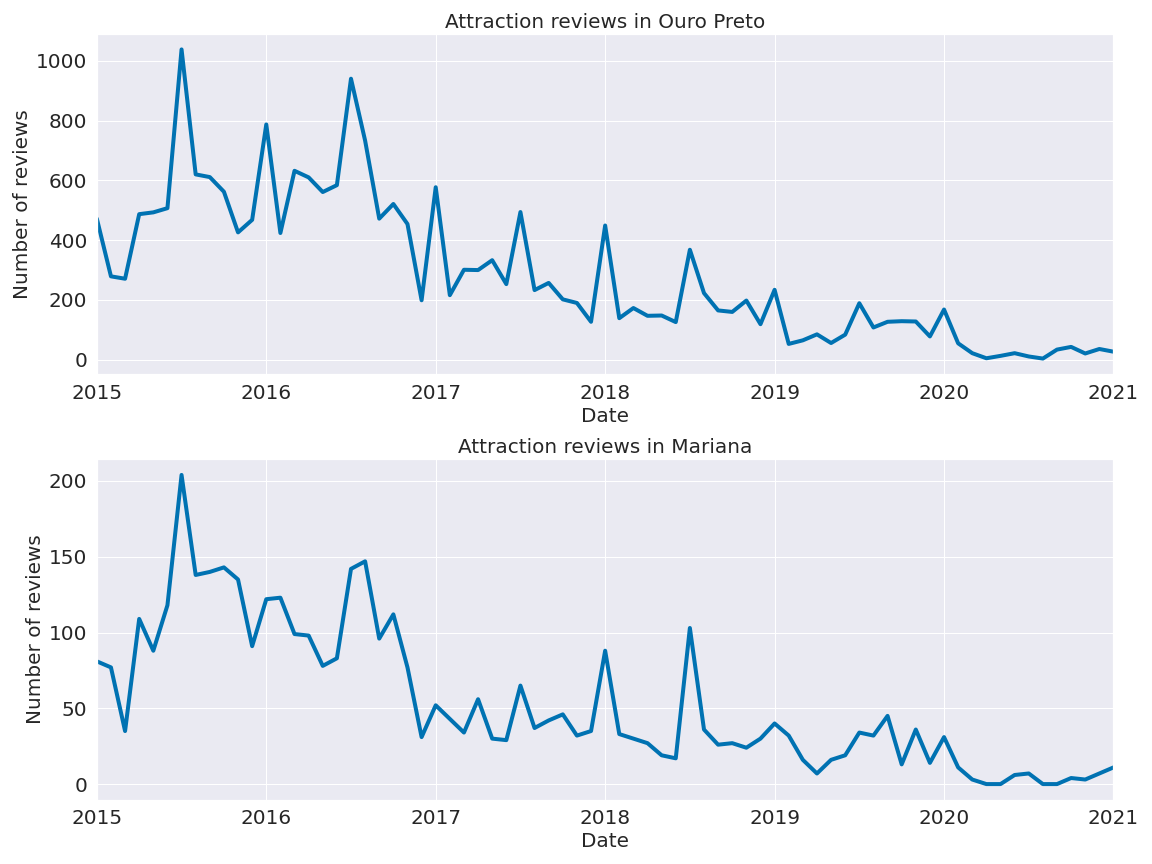 Attraction reviews in Ouro Preto
Number of reviews
1000
800
600
400
200
0
2015 2016 2017 2018 2019 2020 2021
Date
Attraction reviews in Mariana
Number of reviews
200
150
100
50
0
2015 2016 2017 2018 2019 2020 2021
Date